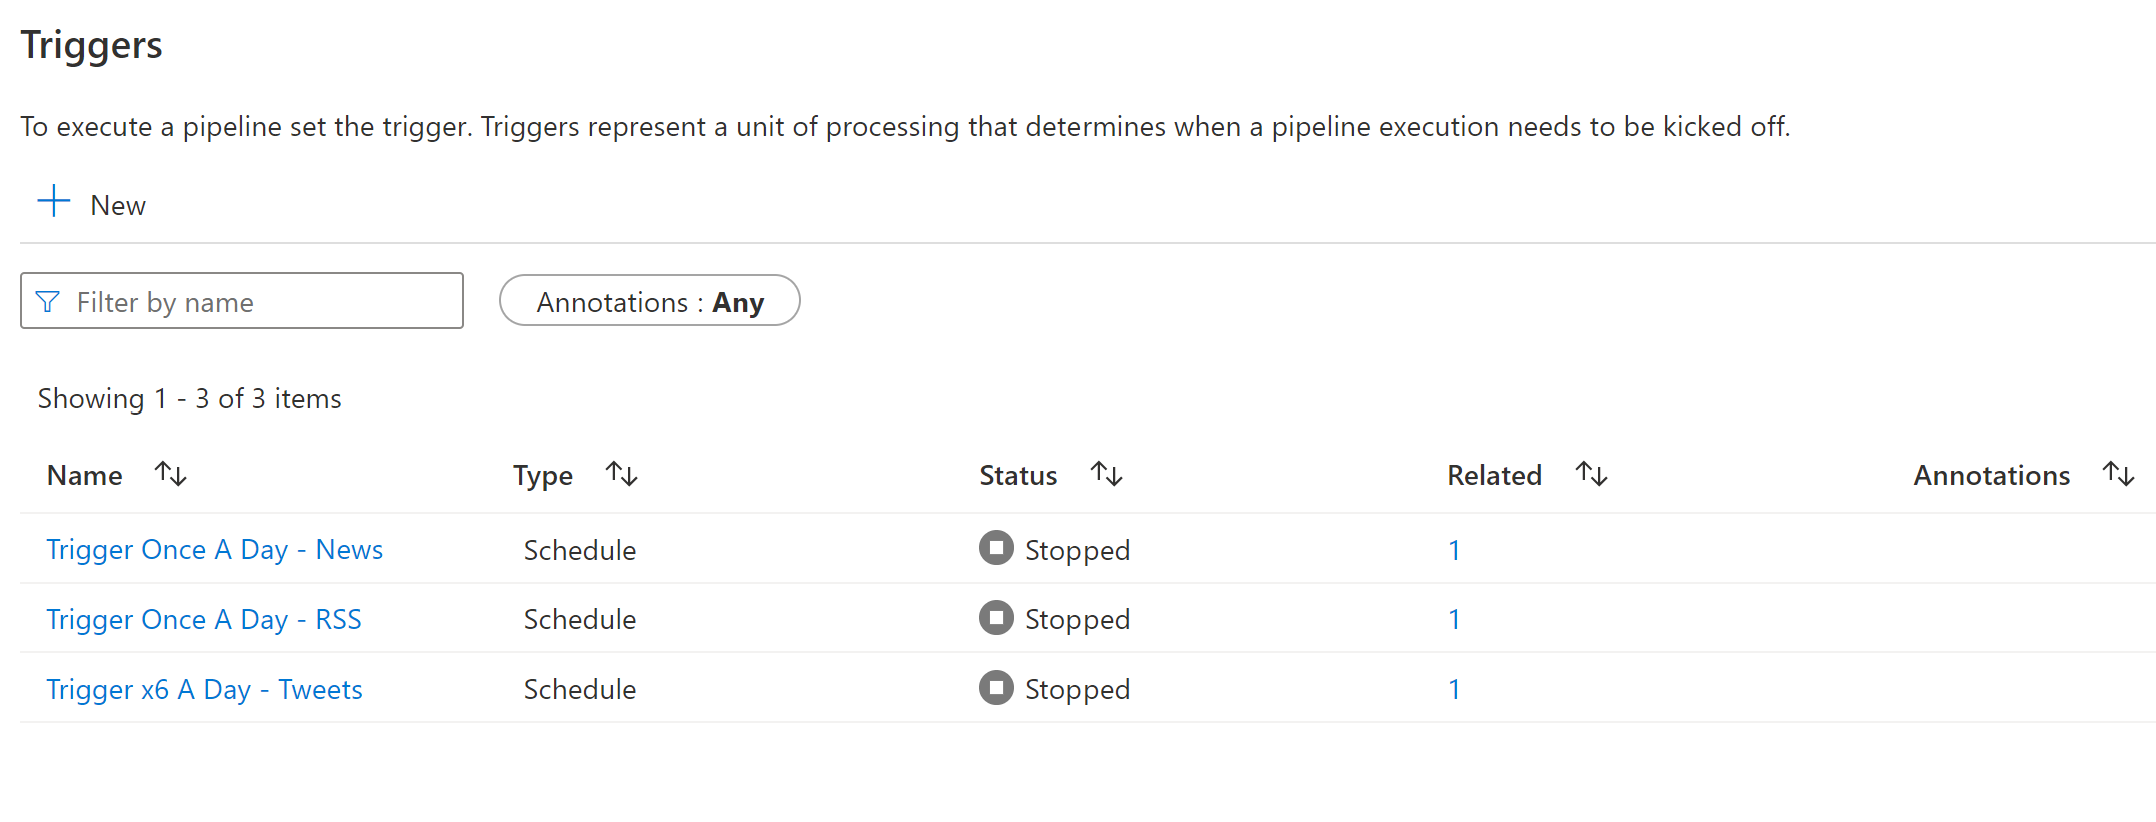 Triggers
To execute a pipeline set the trigger. Triggers represent a unit of processing that determines when a pipeline execution needs to be kicked off.
New
Filter by name
Annotations : Any
Showing 1 - 3 of 3 items
Name Type Status Related Annotations
Trigger Once A Day - News Schedule Stopped 1
Trigger Once A Day - RSS Schedule Stopped 1
Trigger x6 A Day - Tweets Schedule Stopped 1